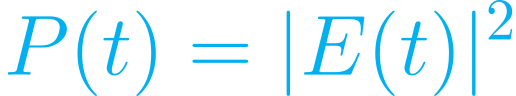 P(t) = |E(t)|²